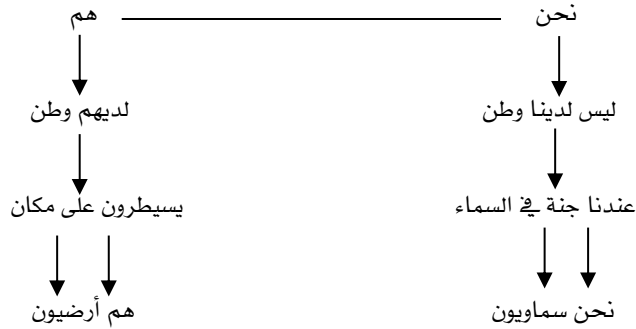 نحن هم
ليس لدينا وطن لديهم وطن
عندنا جنة في السماء يسيطرون على مكان
نحن سماويون هم أرضيون